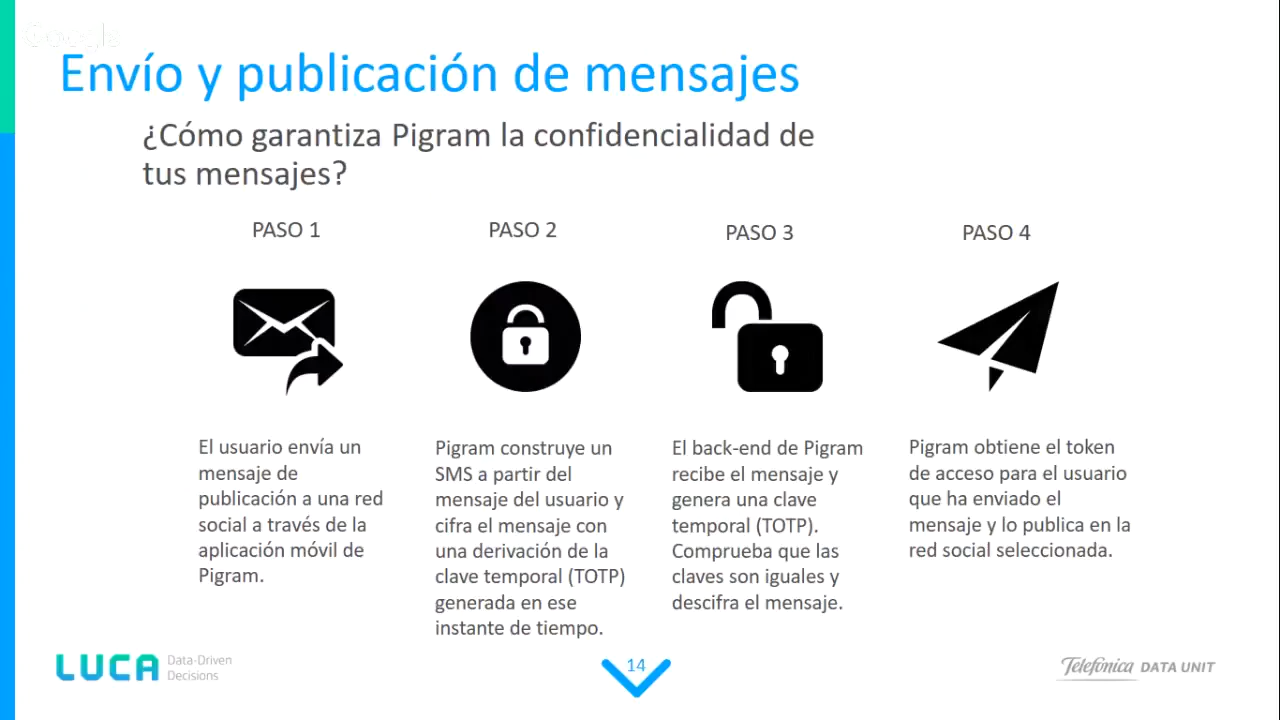 Envío y publicación de mensajes
¿Cómo garantiza Pigram la confidencialidad de
tus mensajes?
PASO 1
El usuario envía un
mensaje de
publicación a una red
social a través de la
aplicación móvil de
Pigram.
PASO 2
Pigram construye un
SMS a partir del
mensaje del usuario y
cifra el mensaje con
una derivación de la
clave temporal (TOTP)
generada en ese
instante de tiempo.
PASO 3
El back-end de Pigram
recibe el mensaje y
genera una clave
temporal (TOTP).
Comprueba que las
claves son iguales y
descifra el mensaje.
PASO 4
Pigram obtiene el token
de acceso para el usuario
que ha enviado el
mensaje y lo publica en la
red social seleccionada.
LUCA Data-Driven
Decisions
14
Telefónica DATA UNIT